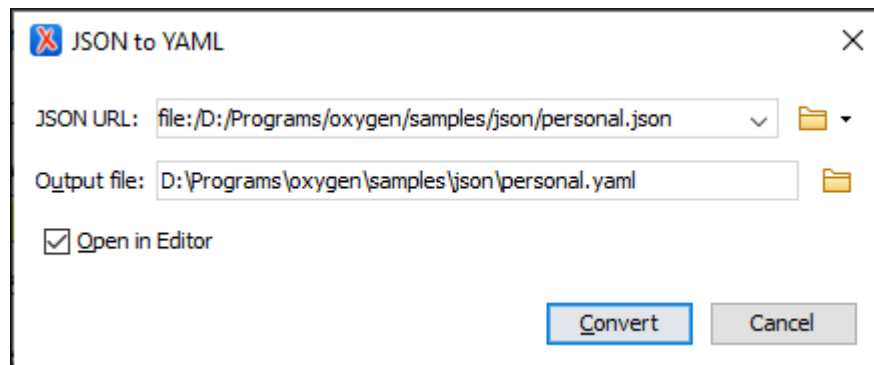 JSON to YAML
JSON URL: file:/D:/Programs/oxygen/samples/json/personal.json
Output file: D:\Programs\oxygen\samples\json\personal.yaml
Open in Editor
Convert Cancel